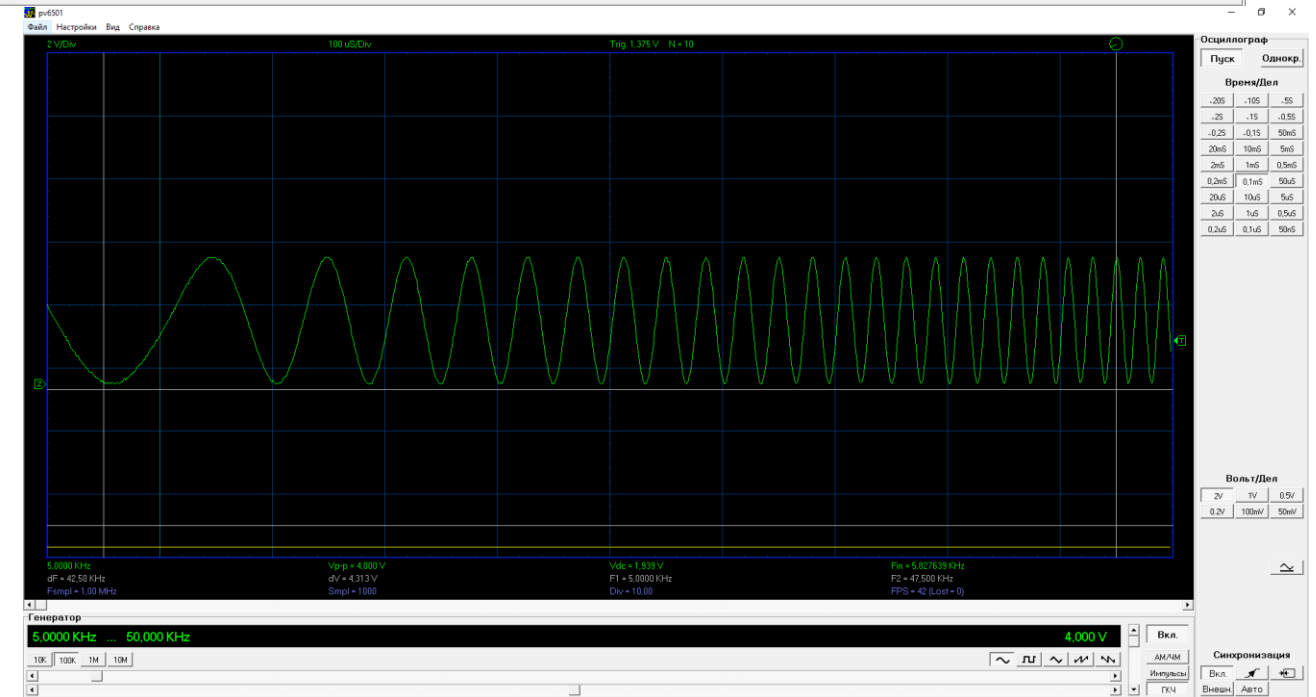 pv6501
Файл Настройки Вид Справка
2 V/Div 100 uS/Div Trig 1,375 V N = 10
Осциллограф
Пуск Однокр.
Время/Дел
-20S -10S -5S
-2S -1S -0,5S
-0,2S -0,1S 50mS
20mS 10mS 5mS
2mS 1mS 0,5mS
0,2mS 0,1mS 50uS
20uS 10uS 5uS
2uS 1uS 0,5uS
0,2uS 0,1uS 50nS
T
2
Вольт/Дел
2V 1V 0.5V
0.2V 100mV 50mV
5,0000 KHz Vp-p = 4,000 V Vdc = 1,939 V Fin = 5,827639 KHz
dF = 42,50 KHz dV = 4,313 V F1 = 5,0000 KHz F2 = 47,500 KHz
Fsmpl = 1,00 MHz Smpl = 1000 Div = 10,00 FPS = 42 (Lost = 0)
Генератор
5,0000 KHz ... 50,000 KHz 4,000 V
Вкл.
10K 100K 1M 10M
АМ/ЧМ
Импульсы
ГКЧ
Синхронизация
Вкл.
Внешн. Авто